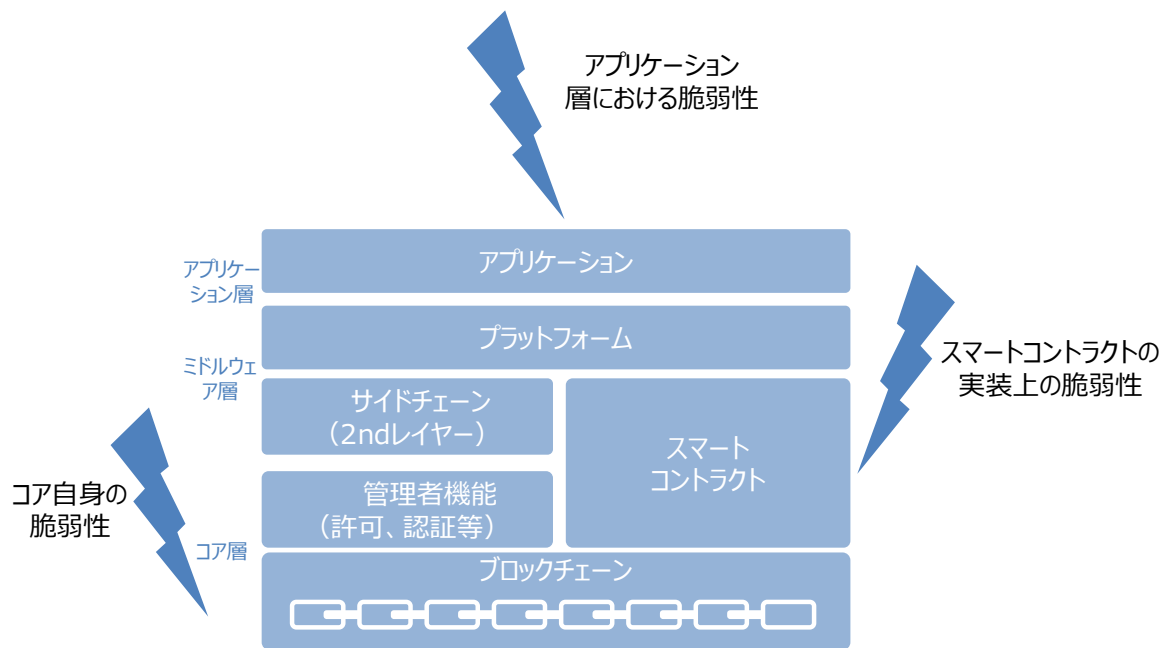 アプリケーション
層における脆弱性
アプリケー
ション層
アプリケーション
プラットフォーム
ミドルウェ
ア層
サイドチェーン
（2ndレイヤー）
スマート
コントラクト
スマートコントラクトの
実装上の脆弱性
管理者機能
（許可、認証等）
コア自身の
脆弱性
コア層
ブロックチェーン